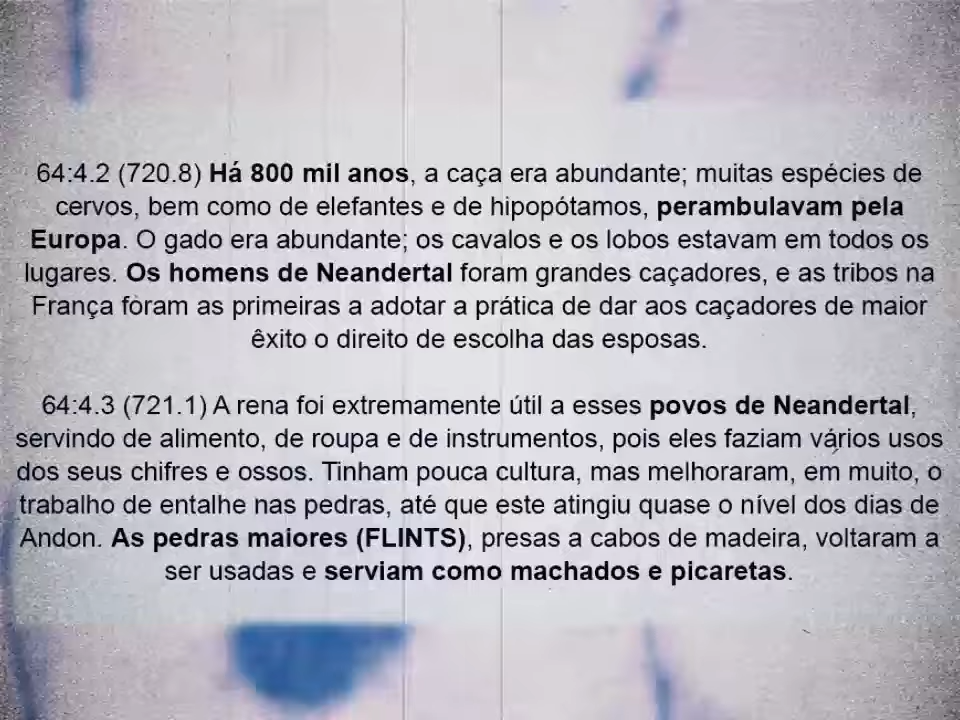 64:4.2 (720.8) Há 800 mil anos, a caça era abundante; muitas espécies de
cervos, bem como de elefantes e de hipopótamos, perambulavam pela
Europa. O gado era abundante; os cavalos e os lobos estavam em todos os
lugares. Os homens de Neandertal foram grandes caçadores, e as tribos na
França foram as primeiras a adotar a prática de dar aos caçadores de maior
êxito o direito de escolha das esposas.
64:4.3 (721.1) A rena foi extremamente útil a esses povos de Neandertal,
servindo de alimento, de roupa e de instrumentos, pois eles faziam vários usos
dos seus chifres e ossos. Tinham pouca cultura, mas melhoraram, em muito, o
trabalho de entalhe nas pedras, até que este atingiu quase o nível dos dias de
Andon. As pedras maiores (FLINTS), presas a cabos de madeira, voltaram a
ser usadas e serviam como machados e picaretas.